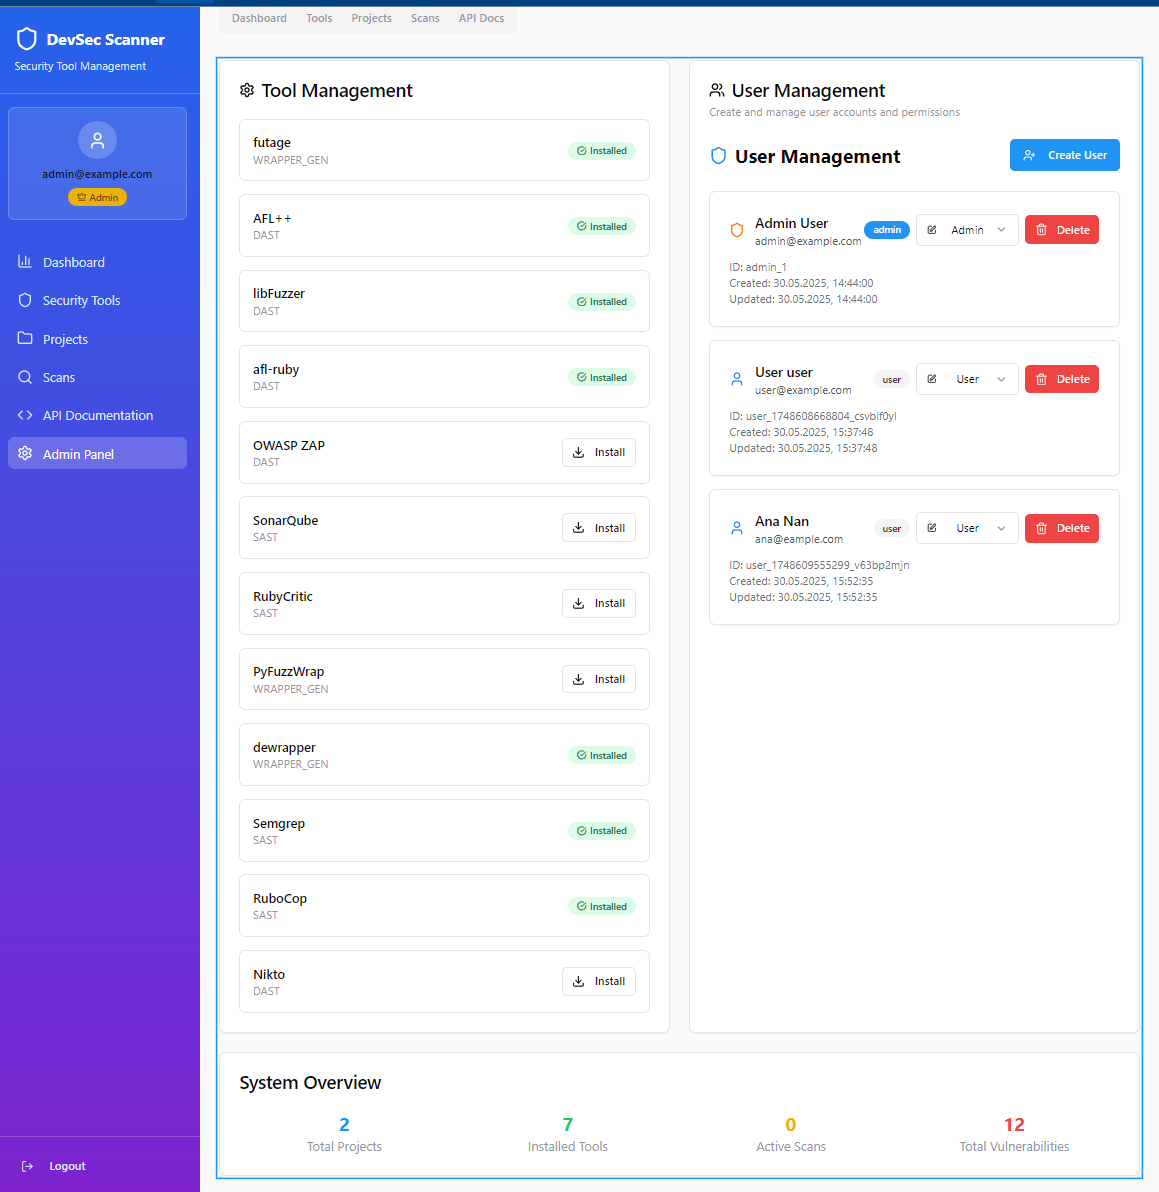 DevSec Scanner
Security Tool Management
admin@example.com
Admin
Dashboard
Security Tools
Projects
Scans
API Documentation
Admin Panel
Logout
Dashboard Tools Projects Scans API Docs
Tool Management
futage
WRAPPER_GEN
Installed
AFL++
DAST
Installed
libFuzzer
DAST
Installed
afl-ruby
DAST
Installed
OWASP ZAP
DAST
Install
SonarQube
SAST
Install
RubyCritic
SAST
Install
PyFuzzWrap
WRAPPER_GEN
Install
dewrapper
WRAPPER_GEN
Installed
Semgrep
SAST
Installed
RuboCop
SAST
Installed
Nikto
DAST
Install
User Management
Create and manage user accounts and permissions
User Management
Create User
Admin User
admin@example.com
admin
Admin
Delete
ID: admin_1
Created: 30.05.2025, 14:44:00
Updated: 30.05.2025, 14:44:00
User user
user@example.com
user
User
Delete
ID: user_1748608668804_csvbif0yl
Created: 30.05.2025, 15:37:48
Updated: 30.05.2025, 15:37:48
Ana Nan
ana@eample.com
user
User
Delete
ID: user_1748609555299_v63bp2mjn
Created: 30.05.2025, 15:52:35
Updated: 30.05.2025, 15:52:35
System Overview
2
Total Projects
7
Installed Tools
0
Active Scans
12
Total Vulnerabilities